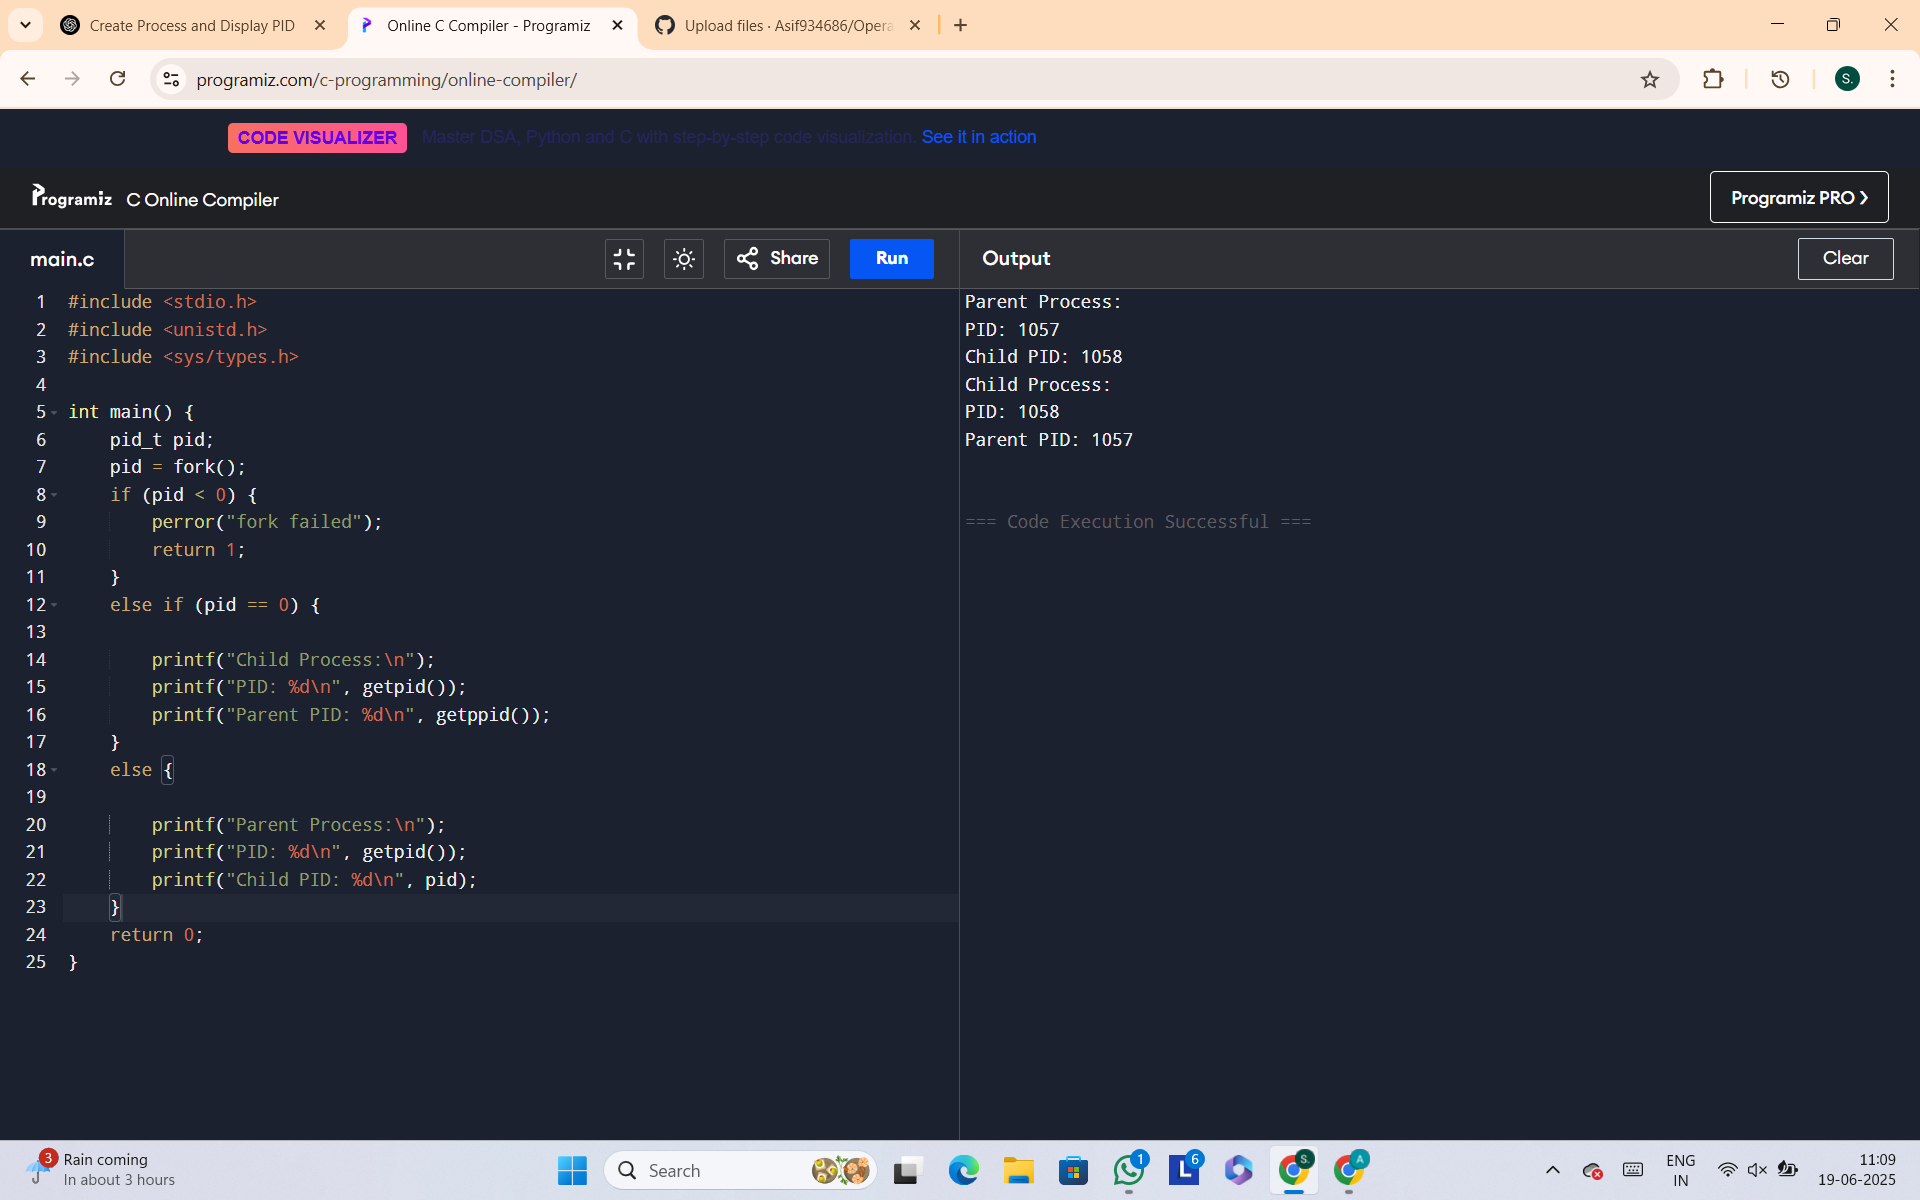 Create Process and Display PID
Online C Compiler - Programiz
Upload files · Asif934686/Opera
programiz.com/c-programming/online-compiler/
S.
CODE VISUALIZER Master DSA, Python and C with step-by-step code visualization. See it in action
Programiz C Online Compiler
Programiz PRO
main.c
Share
Run
Output
Clear
1 #include <stdio.h>
2 #include <unistd.h>
3 #include <sys/types.h>
4
5 int main() {
6 pid_t pid;
7 pid = fork();
8 if (pid < 0) {
9 perror("fork failed");
10 return 1;
11 }
12 else if (pid == 0) {
13
14 printf("Child Process:\n");
15 printf("PID: %d\n", getpid());
16 printf("Parent PID: %d\n", getppid());
17 }
18 else {
19
20 printf("Parent Process:\n");
21 printf("PID: %d\n", getpid());
22 printf("Child PID: %d\n", pid);
23 }
24 return 0;
25 }
Parent Process:
PID: 1057
Child PID: 1058
Child Process:
PID: 1058
Parent PID: 1057
=== Code Execution Successful ===
3
Rain coming
In about 3 hours
Search
1
L
6
S.
A
ENG
IN
11:09
19-06-2025